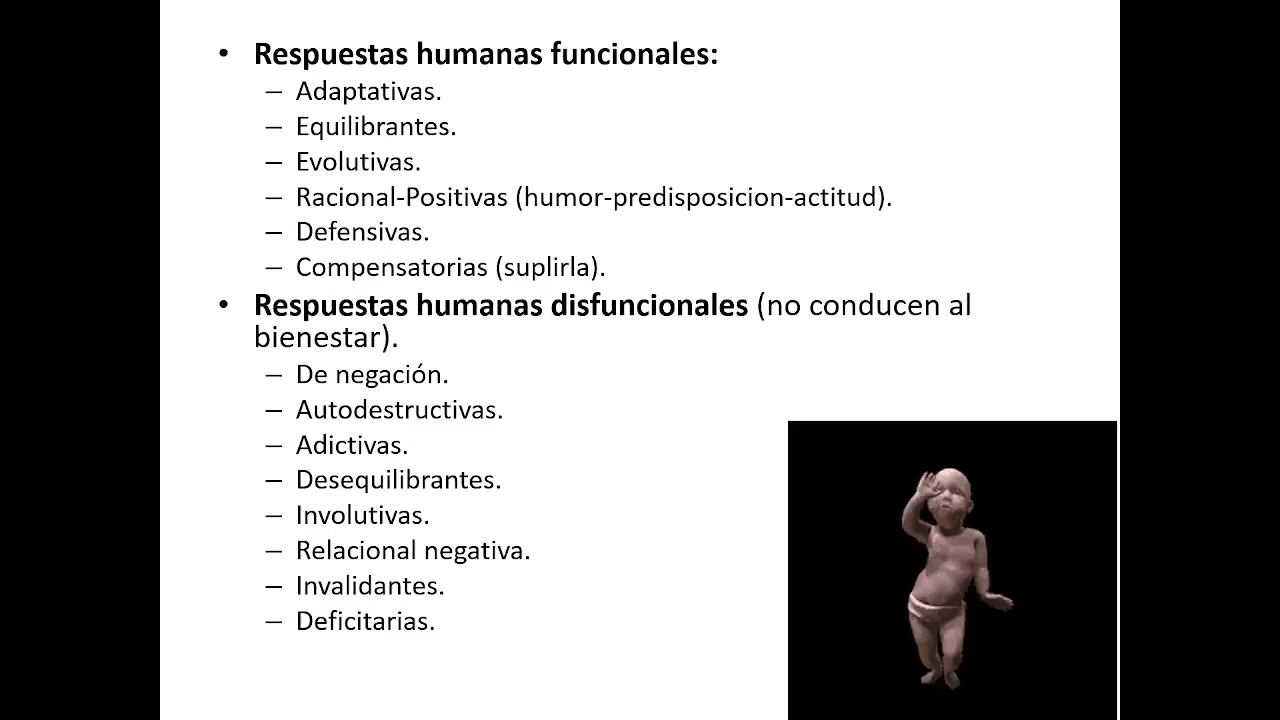 • Respuestas humanas funcionales:
– Adaptativas.
– Equilibrantes.
– Evolutivas.
– Racional-Positivas (humor-predisposicion-actitud).
– Defensivas.
– Compensatorias (suplirla).
• Respuestas humanas disfuncionales (no conducen al
bienestar).
– De negación.
– Autodestructivas.
– Adictivas.
– Desequilibrantes.
– Involutivas.
– Relacional negativa.
– Invalidantes.
– Deficitarias.